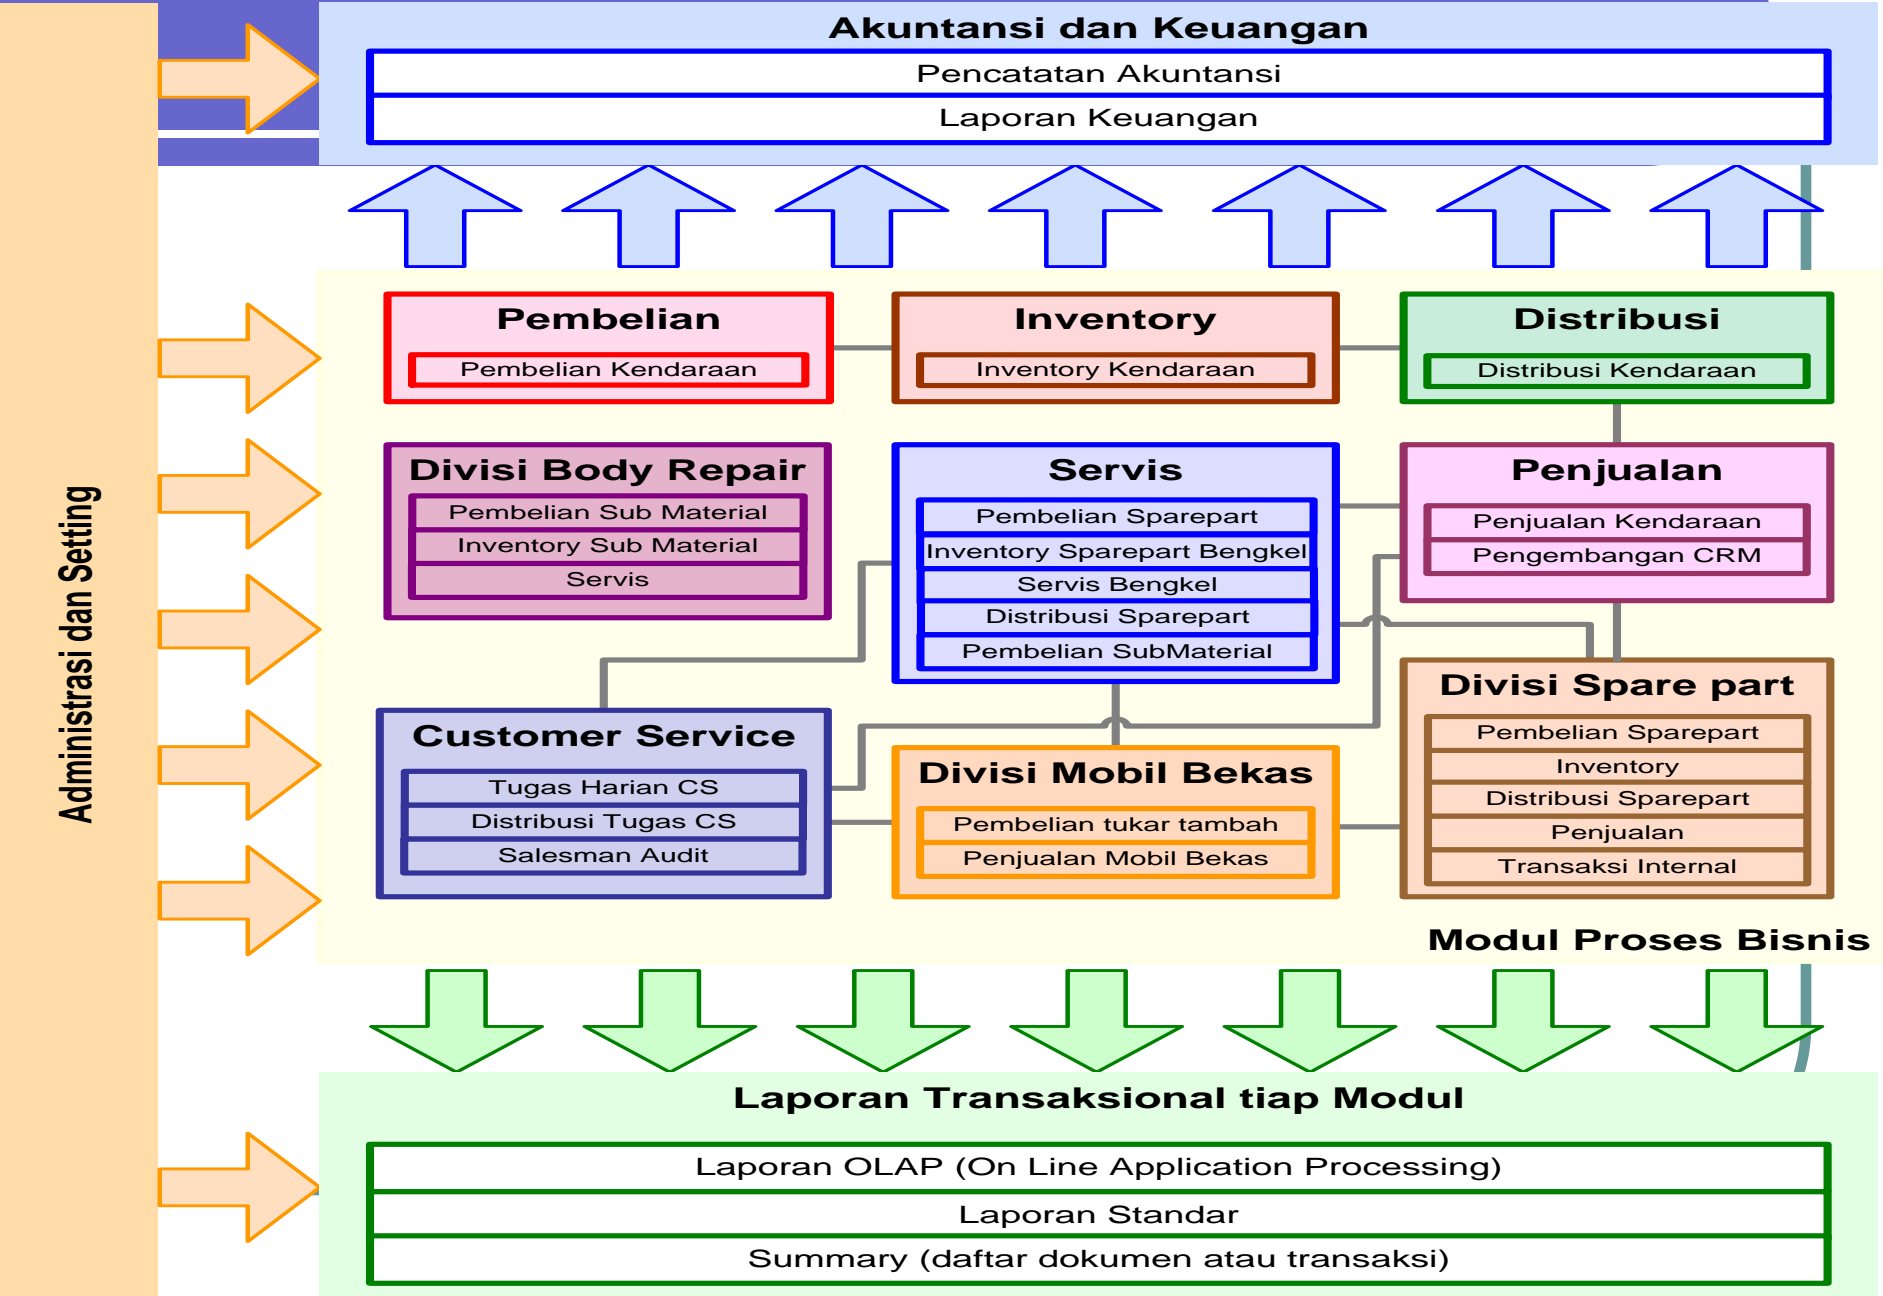 Administrasi dan Setting
Akuntansi dan Keuangan
Pencatatan Akuntansi
Laporan Keuangan
Pembelian
Pembelian Kendaraan
Inventory
Inventory Kendaraan
Distribusi
Distribusi Kendaraan
Divisi Body Repair
Pembelian Sub Material
Inventory Sub Material
Servis
Servis
Pembelian Sparepart
Inventory Sparepart Bengkel
Servis Bengkel
Distribusi Sparepart
Pembelian SubMaterial
Penjualan
Penjualan Kendaraan
Pengembangan CRM
Customer Service
Tugas Harian CS
Distribusi Tugas CS
Salesman Audit
Divisi Mobil Bekas
Pembelian tukar tambah
Penjualan Mobil Bekas
Divisi Spare part
Pembelian Sparepart
Inventory
Distribusi Sparepart
Penjualan
Transaksi Internal
Modul Proses Bisnis
Laporan Transaksional tiap Modul
Laporan OLAP (On Line Application Processing)
Laporan Standar
Summary (daftar dokumen atau transaksi)